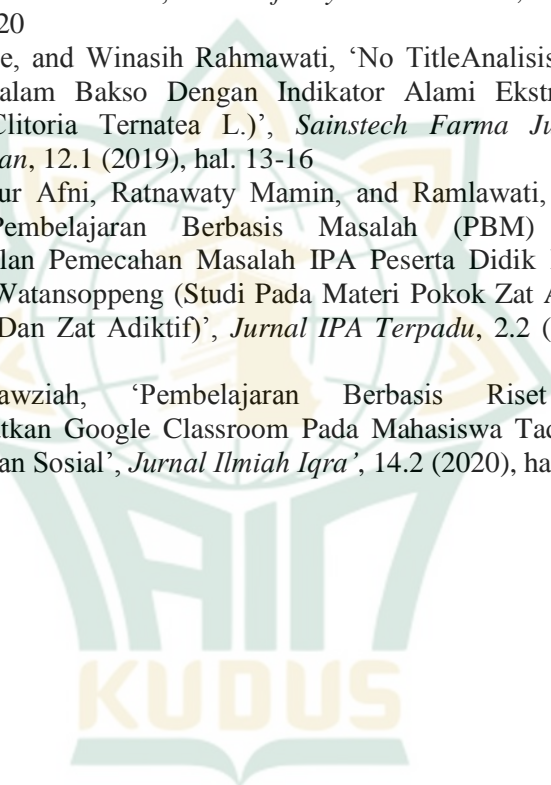 20
e, and Winasih Rahmawati, ‘No TitleAnalisis
alam Bakso Dengan Indikator Alami Ekstr
Clitoria Ternatea L.)’, Sainstech Farma Ju
an, 12.1 (2019), hal. 13-16
ur Afni, Ratnawaty Mamin, and Ramlawati,
Pembelajaran Berbasis Masalah (PBM)
lan Pemecahan Masalah IPA Peserta Didik
Watansoppeng (Studi Pada Materi Pokok Zat A
Dan Zat Adiktif)’, Jurnal IPA Terpadu, 2.2 (
awziah, ‘Pembelajaran Berbasis Riset
tkan Google Classroom Pada Mahasiswa Tad
an Sosial’, Jurnal Ilmiah Iqra’, 14.2 (2020), ha
IAIN
KUDUS